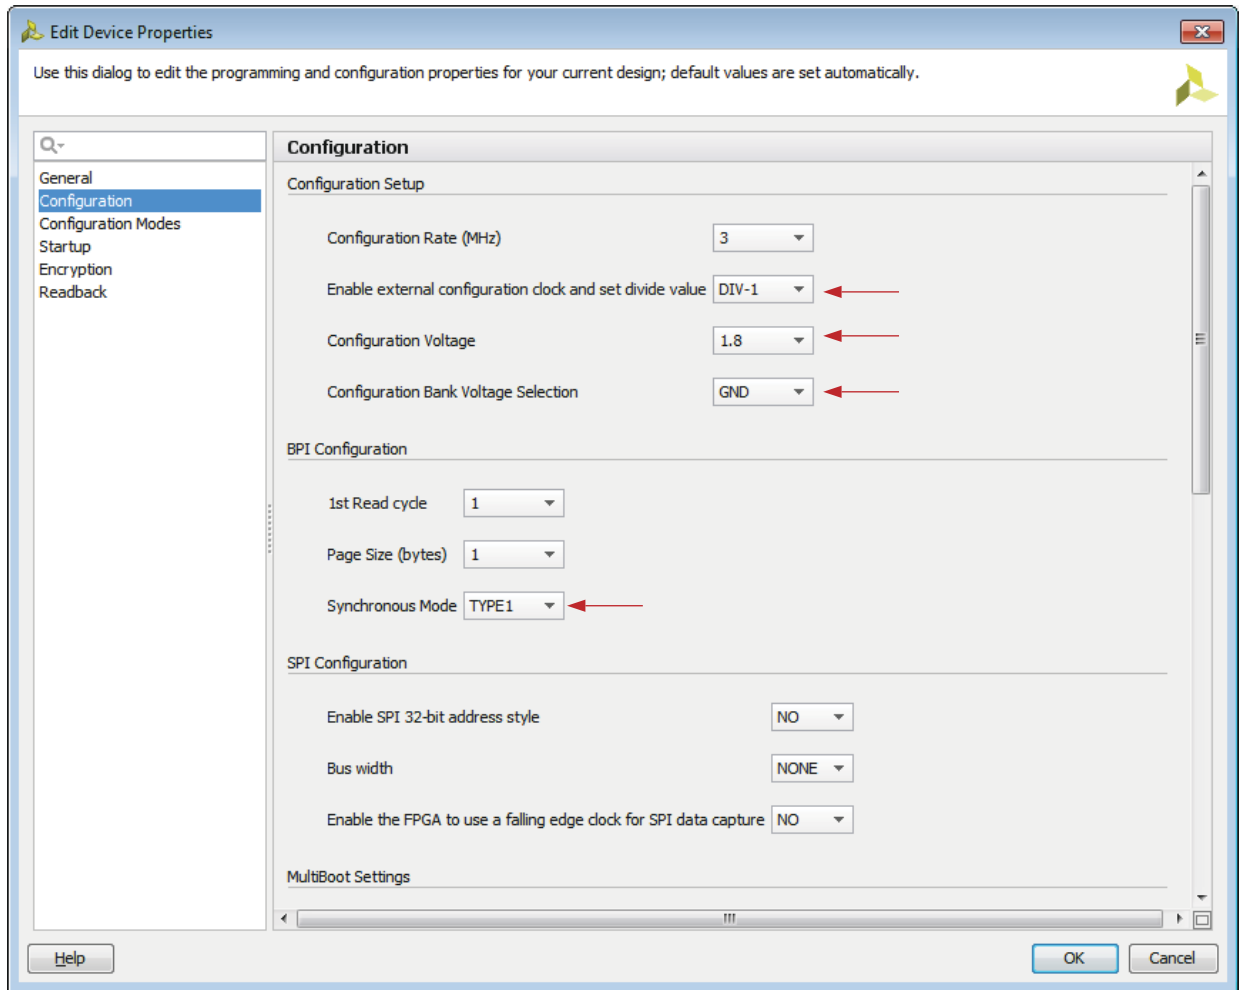 Edit Device Properties
Use this dialog to edit the programming and configuration properties for your current design; default values are set automatically.
General
Configuration
Configuration Modes
Startup
Encryption
Readback
Configuration
Configuration Setup
Configuration Rate (MHz) 3
Enable external configuration clock and set divide value DIV-1
Configuration Voltage 1.8
Configuration Bank Voltage Selection GND
BPI Configuration
1st Read cycle 1
Page Size (bytes) 1
Synchronous Mode TYPE1
SPI Configuration
Enable SPI 32-bit address style NO
Bus width NONE
Enable the FPGA to use a falling edge clock for SPI data capture NO
MultiBoot Settings
Help OK Cancel